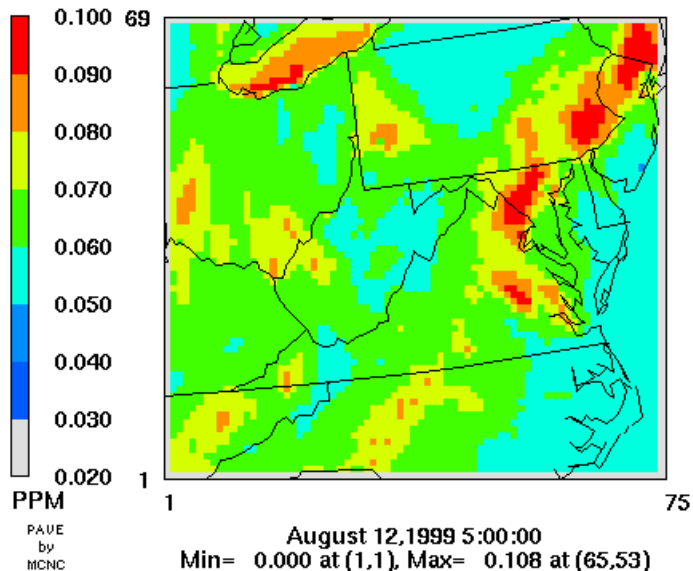 0.100
0.090
0.080
0.070
0.060
0.050
0.040
0.030
0.020
PPM
PAVE
by
MCNC
69
1
1
75
August 12,1999 5:00:00
Min= 0.000 at (1,1), Max= 0.108 at (65,53)